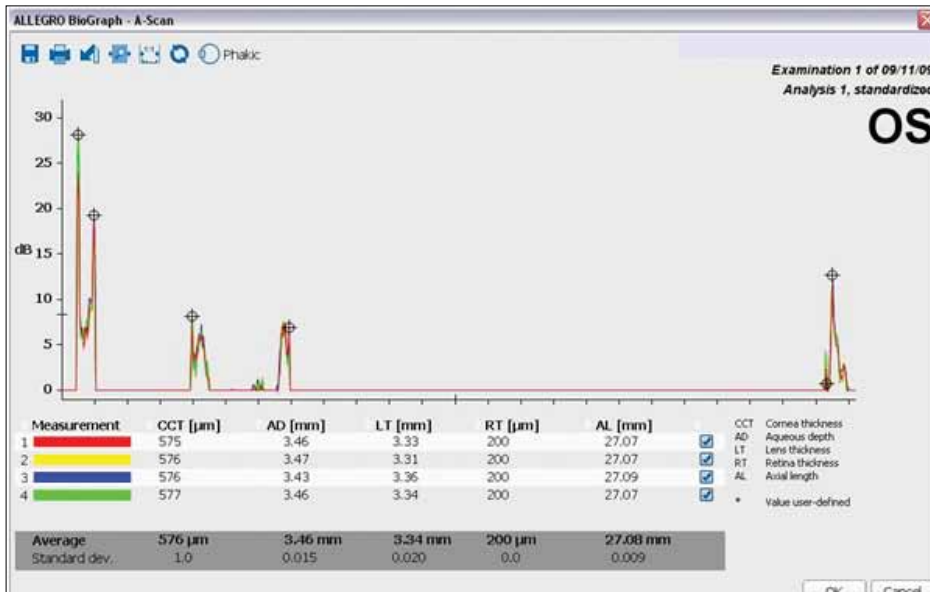 ALLEGRO BioGraph - A-Scan
Phakic
Examination 1 of 09/11/09
Analysis 1, standardized
OS
30
25
20
dB 15
10
5
0
Measurement CCT [µm] AD [mm] LT [mm] RT [µm] AL [mm]
1 575 3.46 3.33 200 27.07
2 576 3.47 3.31 200 27.07
3 576 3.43 3.36 200 27.09
4 577 3.46 3.34 200 27.07
Average 576 µm 3.46 mm 3.34 mm 200 µm 27.08 mm
Standard dev. 1.0 0.015 0.020 0.0 0.009
CCT Cornea thickness
AD Aqueous depth
LT Lens thickness
RT Retina thickness
AL Axial length
* Value user-defined
OK Cancel